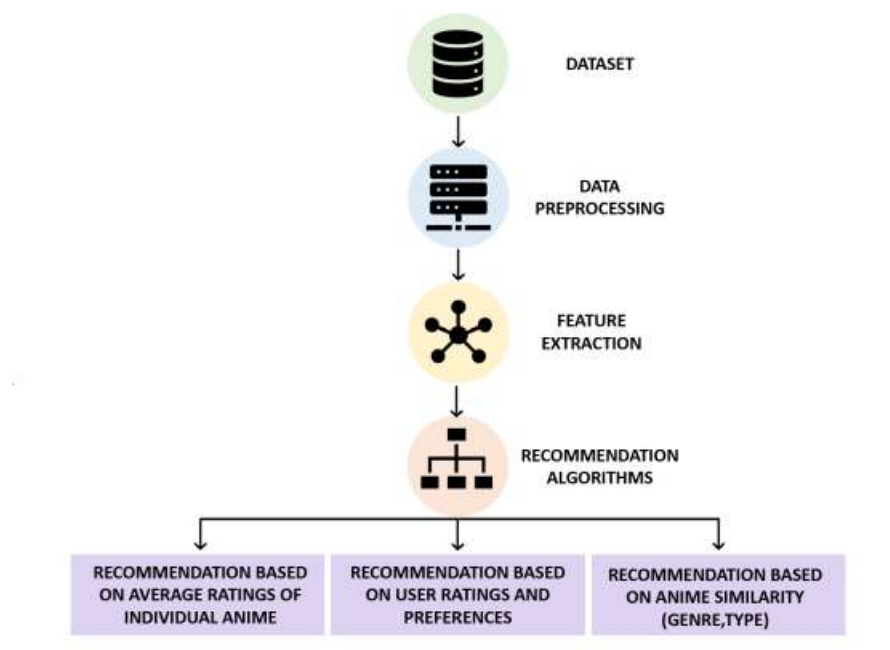 DATASET
DATA
PREPROCESSING
FEATURE
EXTRACTION
RECOMMENDATION
ALGORITHMS
RECOMMENDATION BASED
ON AVERAGE RATINGS OF
INDIVIDUAL ANIME
RECOMMENDATION BASED
ON USER RATINGS AND
PREFERENCES
RECOMMENDATION BASED
ON ANIME SIMILARITY
(GENRE,TYPE)